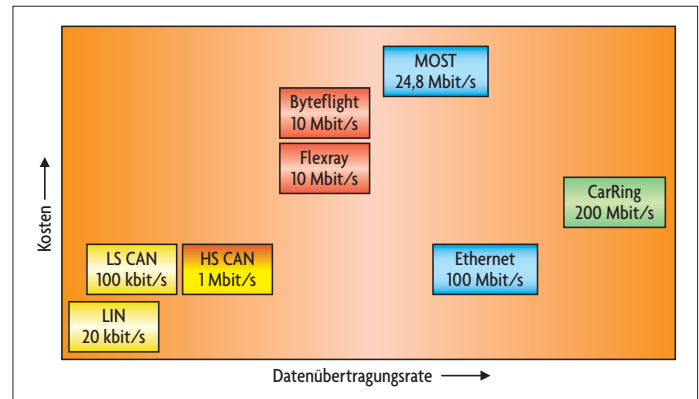 MOST
24,8 Mbit/s
Byteflight
10 Mbit/s
Flexray
10 Mbit/s
CarRing
200 Mbit/s
Kosten
LS CAN
100 kbit/s
HS CAN
1 Mbit/s
Ethernet
100 Mbit/s
LIN
20 kbit/s
Datenübertragungsrate